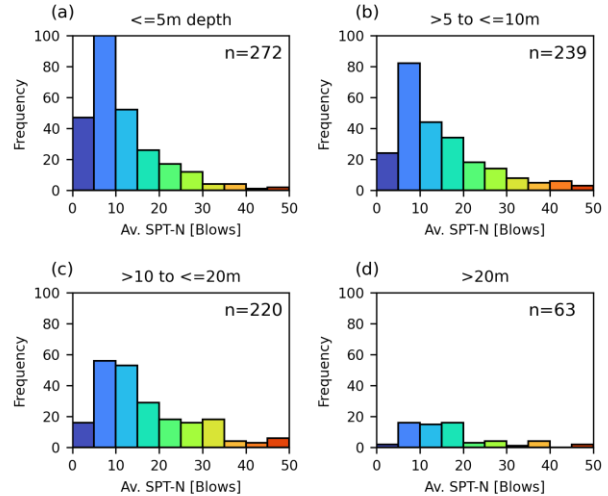 (a)
<=5m depth
n=272
100
80
60
40
20
0
Frequency
0 10 20 30 40 50
Av. SPT-N [Blows]
(b)
>5 to <=10m
n=239
100
80
60
40
20
0
Frequency
0 10 20 30 40 50
Av. SPT-N [Blows]
(c)
>10 to <=20m
n=220
100
80
60
40
20
0
Frequency
0 10 20 30 40 50
Av. SPT-N [Blows]
(d)
>20m
n=63
100
80
60
40
20
0
Frequency
0 10 20 30 40 50
Av. SPT-N [Blows]